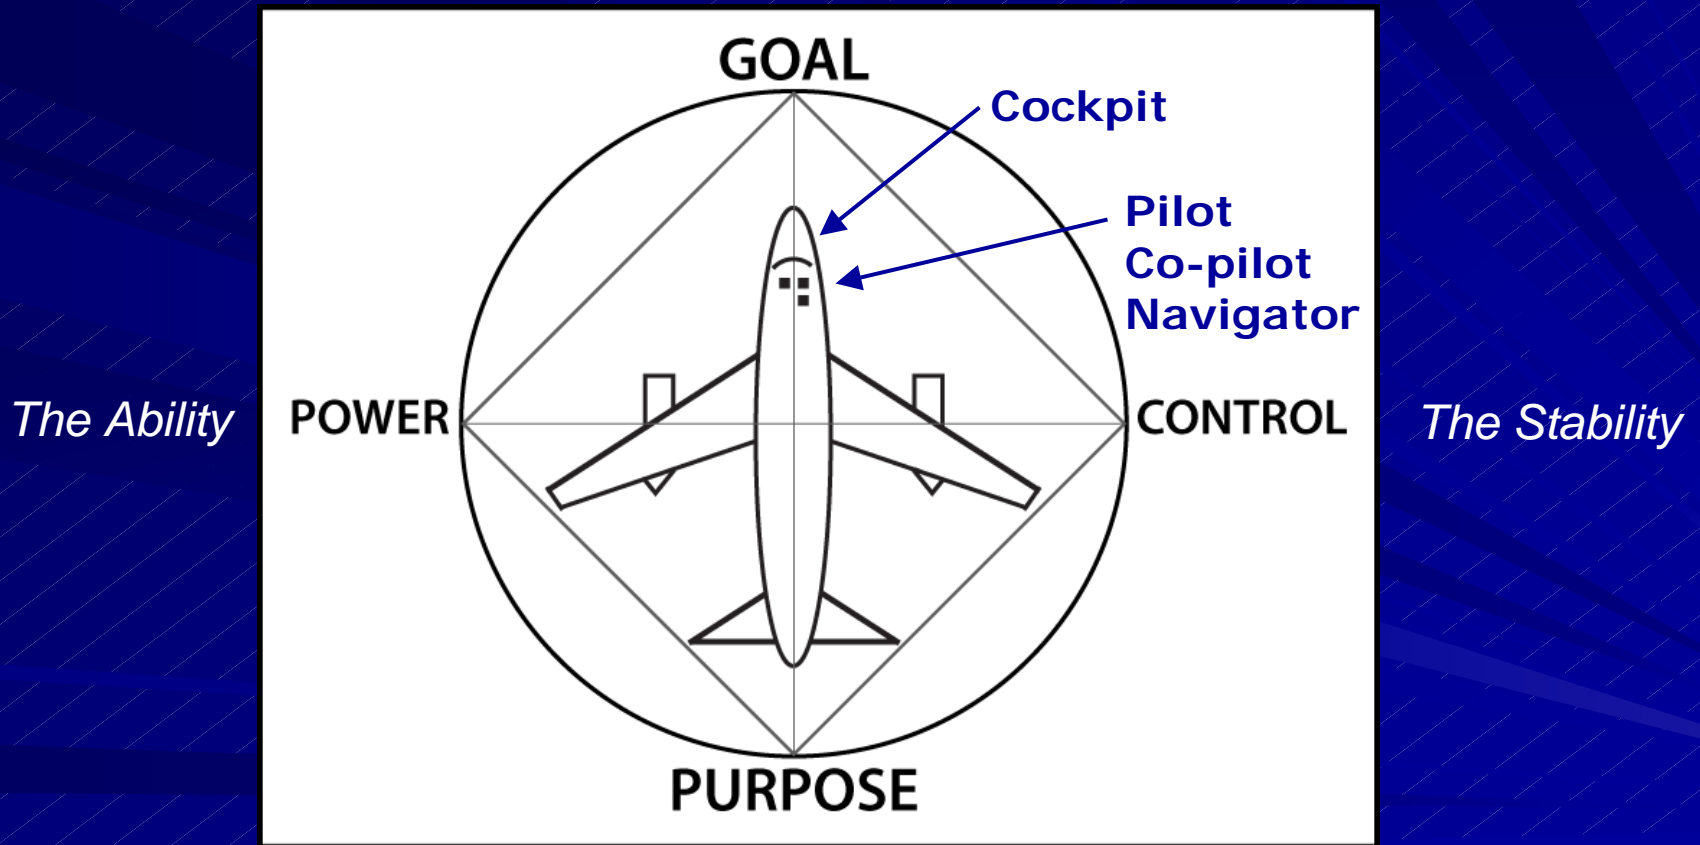 GOAL
Cockpit
Pilot
Co-pilot
Navigator
The Ability
POWER
CONTROL
The Stability
PURPOSE